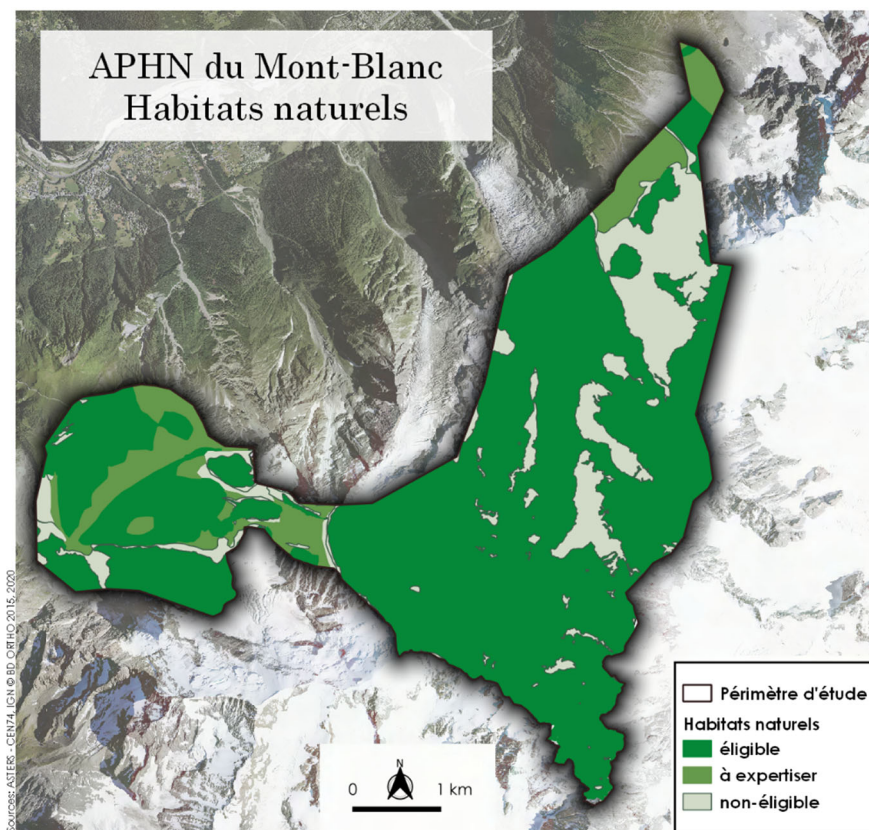 APHN du Mont-Blanc
Habitats naturels
Sources: ASTERS - CEN74, IGN © BD ORTHO 2015, 2020
N
0 1 km
Périmètre d'étude
Habitats naturels
éligible
à expertiser
non-éligible